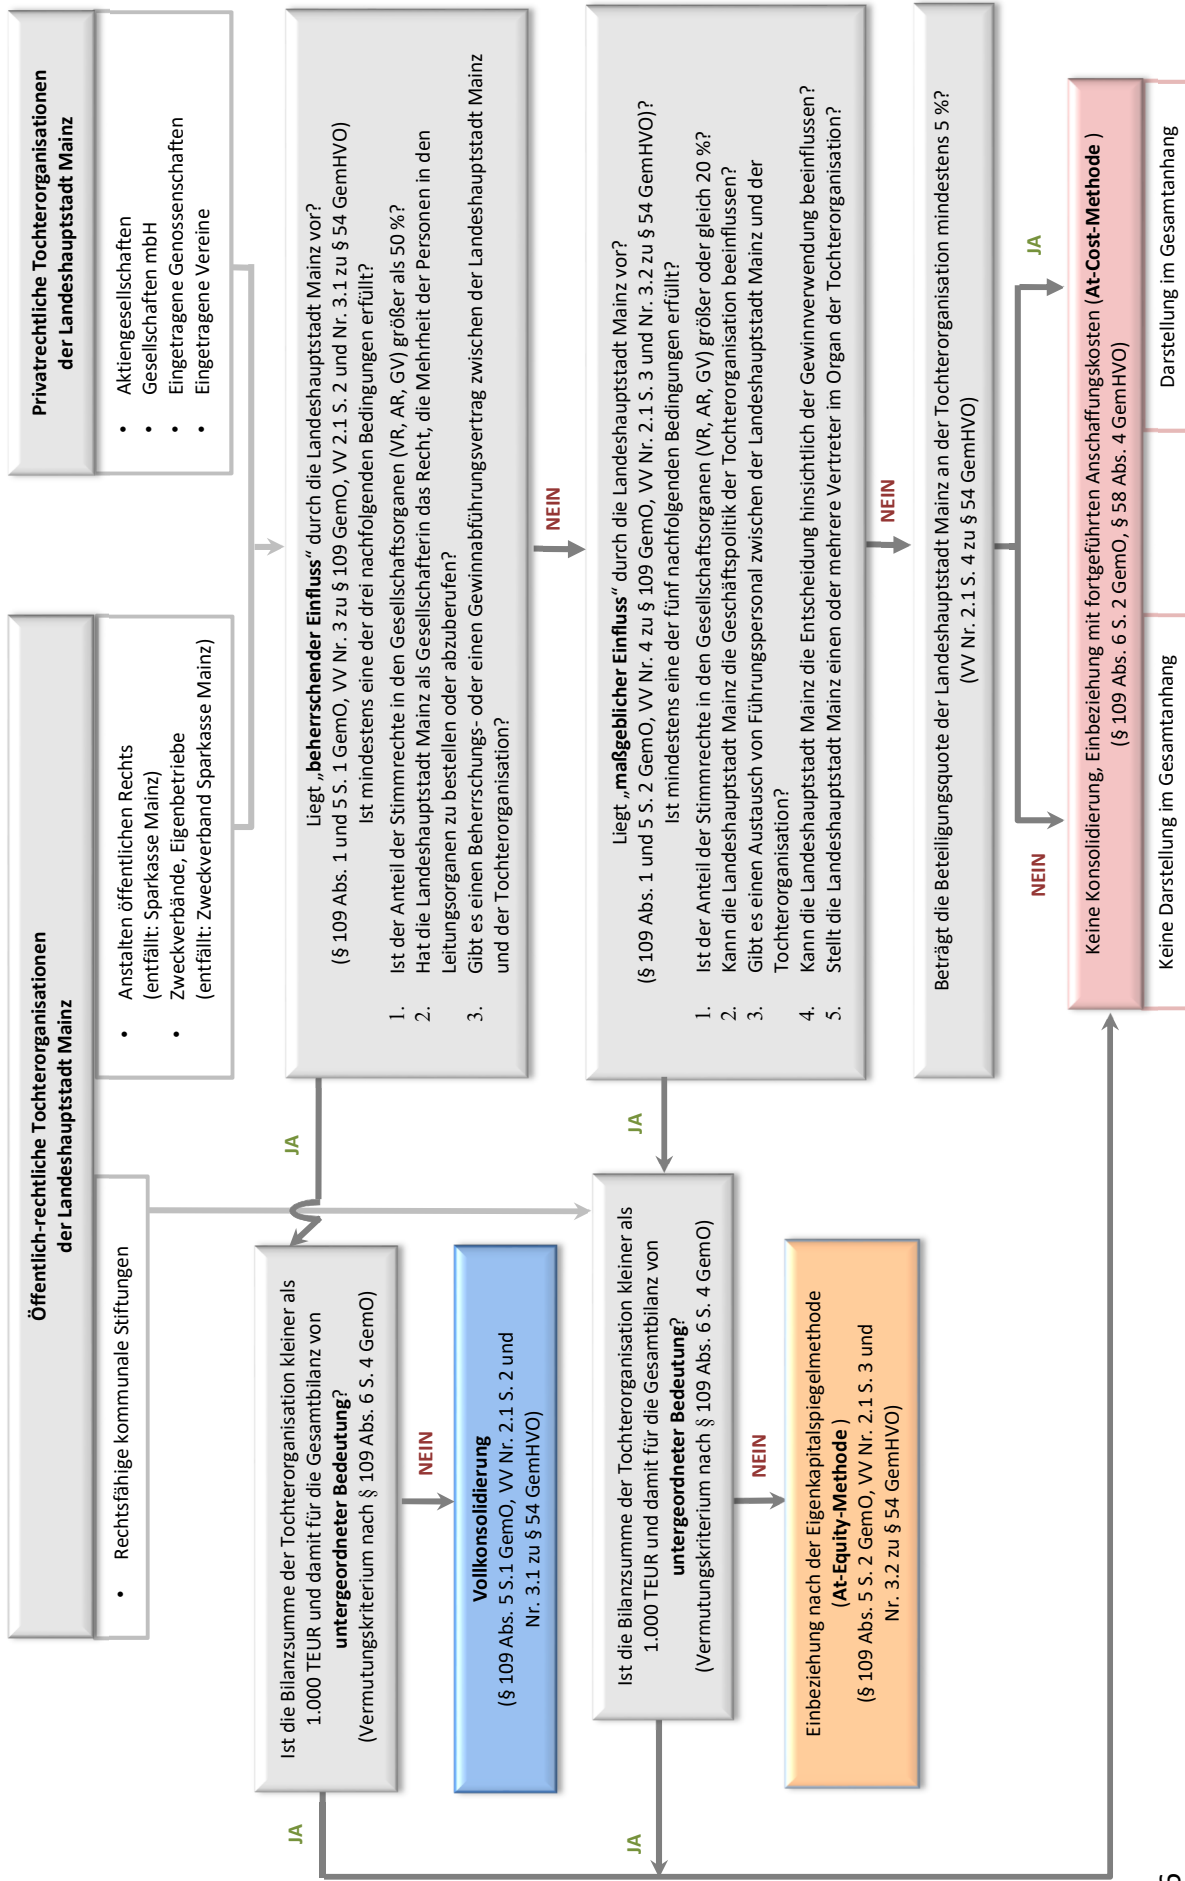 Öffentlich-rechtliche Tochterorganisationen
der Landeshauptstadt Mainz
Privatrechtliche Tochterorganisationen
der Landeshauptstadt Mainz
• Rechtsfähige kommunale Stiftungen
• Anstalten öffentlichen Rechts
(entfällt: Sparkasse Mainz)
• Zweckverbände, Eigenbetriebe
(entfällt: Zweckverband Sparkasse Mainz)
• Aktiengesellschaften
• Gesellschaften mbH
• Eingetragene Genossenschaften
• Eingetragene Vereine
Liegt „beherrschender Einfluss“ durch die Landeshauptstadt Mainz vor?
(§ 109 Abs. 1 und 5 S. 1 GemO, VV Nr. 3 zu § 109 GemO, VV 2.1 S. 2 und Nr. 3.1 zu § 54 GemHVO)
Ist mindestens eine der drei nachfolgenden Bedingungen erfüllt?
1. Ist der Anteil der Stimmrechte in den Gesellschaftsorganen (VR, AR, GV) größer als 50 %?
2. Hat die Landeshauptstadt Mainz als Gesellschafterin das Recht, die Mehrheit der Personen in den
Leitungsorganen zu bestellen oder abzuberufen?
3. Gibt es einen Beherrschungs- oder einen Gewinnabführungsvertrag zwischen der Landeshauptstadt Mainz
und der Tochterorganisation?
JA
NEIN
Ist die Bilanzsumme der Tochterorganisation kleiner als
1.000 TEUR und damit für die Gesamtbilanz von
untergeordneter Bedeutung?
(Vermutungskriterium nach § 109 Abs. 6 S. 4 GemO)
JA
NEIN
Vollkonsolidierung
(§ 109 Abs. 5 S.1 GemO, VV Nr. 2.1 S. 2 und
Nr. 3.1 zu § 54 GemHVO)
Liegt „maßgeblicher Einfluss“ durch die Landeshauptstadt Mainz vor?
(§ 109 Abs. 1 und 5 S. 2 GemO, VV Nr. 4 zu § 109 GemO, VV Nr. 2.1 S. 3 und Nr. 3.2 zu § 54 GemHVO)?
Ist mindestens eine der fünf nachfolgenden Bedingungen erfüllt?
1. Ist der Anteil der Stimmrechte in den Gesellschaftsorganen (VR, AR, GV) größer oder gleich 20 %?
2. Kann die Landeshauptstadt Mainz die Geschäftspolitik der Tochterorganisation beeinflussen?
3. Gibt es einen Austausch von Führungspersonal zwischen der Landeshauptstadt Mainz und der
Tochterorganisation?
4. Kann die Landeshauptstadt Mainz die Entscheidung hinsichtlich der Gewinnverwendung beeinflussen?
5. Stellt die Landeshauptstadt Mainz einen oder mehrere Vertreter im Organ der Tochterorganisation?
JA
NEIN
Ist die Bilanzsumme der Tochterorganisation kleiner als
1.000 TEUR und damit für die Gesamtbilanz von
untergeordneter Bedeutung?
(Vermutungskriterium nach § 109 Abs. 6 S. 4 GemO)
JA
NEIN
Einbeziehung nach der Eigenkapitalspiegelmethode
(At-Equity-Methode )
(§ 109 Abs. 5 S. 2 GemO, VV Nr. 2.1 S. 3 und
Nr. 3.2 zu § 54 GemHVO)
Beträgt die Beteiligungsquote der Landeshauptstadt Mainz an der Tochterorganisation mindestens 5 %?
(VV Nr. 2.1 S. 4 zu § 54 GemHVO)
NEIN
JA
Keine Konsolidierung, Einbeziehung mit fortgeführten Anschaffungskosten (At-Cost-Methode )
(§ 109 Abs. 6 S. 2 GemO, § 58 Abs. 4 GemHVO)
Keine Darstellung im Gesamtanhang
Darstellung im Gesamtanhang